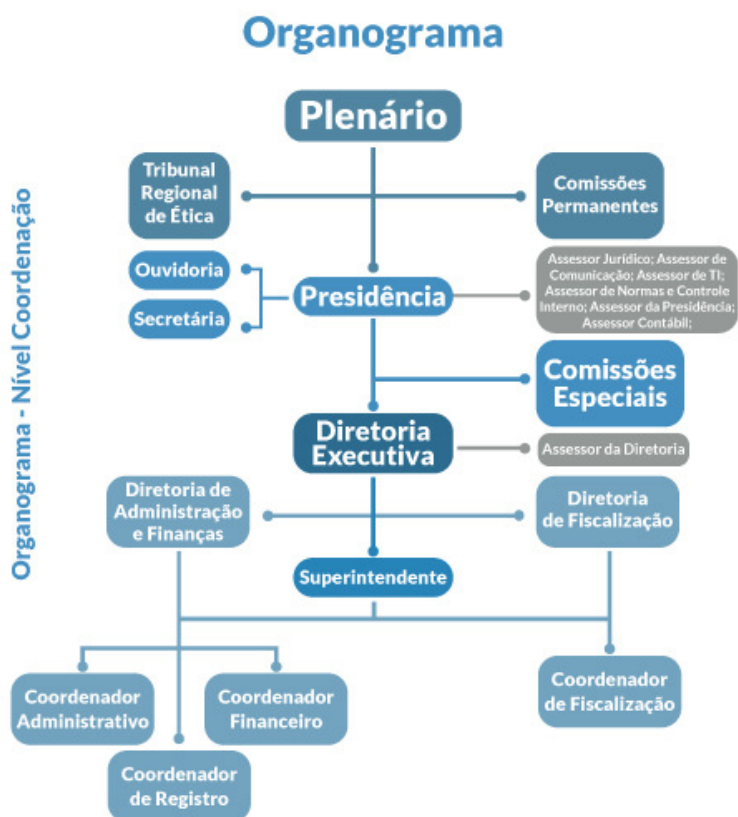 Organograma
Organograma - Nível Coordenação
Plenário
Tribunal
Regional
de Ética
Comissões
Permanentes
Ouvidoria
Secretária
Presidência
Assessor Jurídico; Assessor de
Comunicação; Assessor de TI;
Assessor de Normas e Controle
Interno; Assessor da Presidência;
Assessor Contábil;
Comissões
Especiais
Diretoria
Executiva
Assessor da Diretoria
Diretoria de
Administração
e Finanças
Diretoria
de Fiscalização
Superintendente
Coordenador
Administrativo
Coordenador
Financeiro
Coordenador
de Fiscalização
Coordenador
de Registro